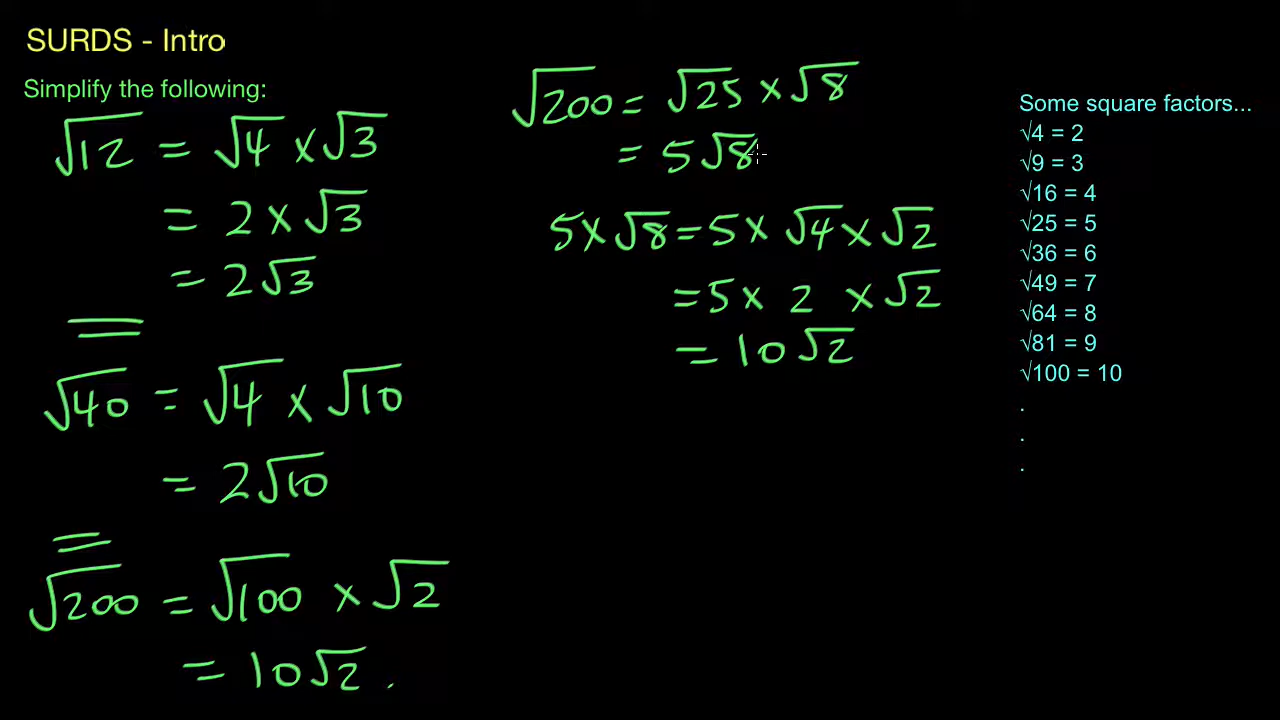 SURDS - Intro
Simplify the following:
√12 = √4 × √3
= 2 × √3
= 2√3
√40 = √4 × √10
= 2√10
√200 = √100 × √2
= 10√2 .
√200 = √25 × √8
= 5√8
5 × √8 = 5 × √4 × √2
= 5 × 2 × √2
= 10√2
Some square factors...
√4 = 2
√9 = 3
√16 = 4
√25 = 5
√36 = 6
√49 = 7
√64 = 8
√81 = 9
√100 = 10
.
.
.